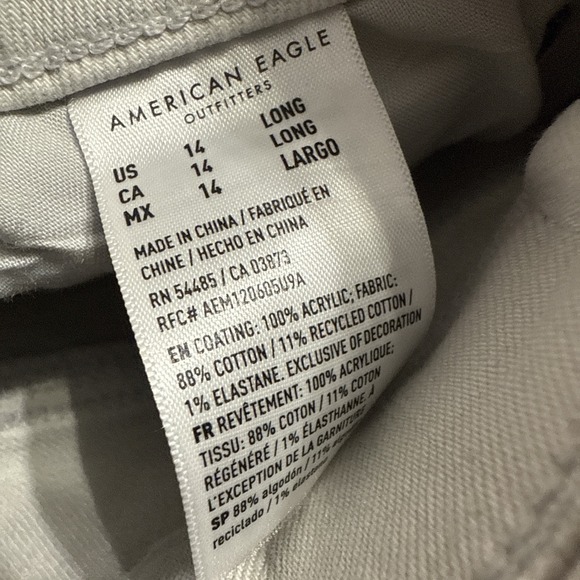 AMERICAN EAGLE
OUTFITTERS
US 14 LONG
CA 14 LONG
MX 14 LARGO
MADE IN CHINA / FABRIQUÉ EN
CHINE / HECHO EN CHINA
RN 54485 / CA 03873
RFC# AEM120605U9A
EN COATING: 100% ACRYLIC; FABRIC:
88% COTTON / 11% RECYCLED COTTON /
1% ELASTANE. EXCLUSIVE OF DECORATION
FR REVÊTEMENT: 100% ACRYLIQUE;
TISSU: 88% COTON / 11% COTON
RÉGÉNÉRÉ / 1% ÉLASTHANNE. À
L'EXCEPTION DE LA GARNITURE
SP 88% algodón / 11%
reciclado / 1%